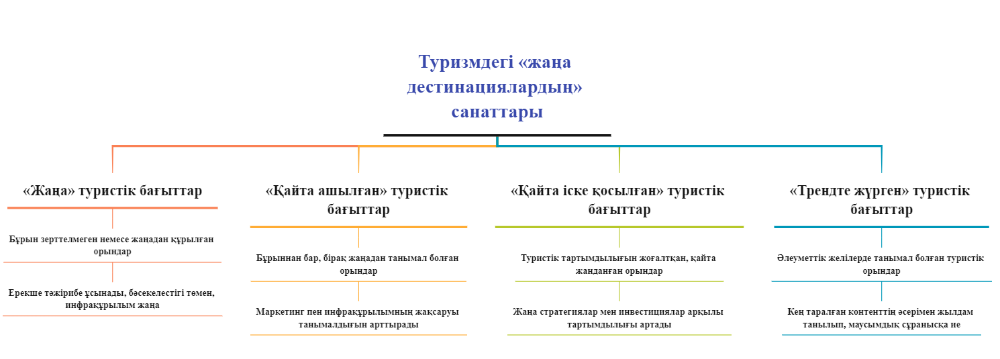 Туризмдегі «жаңа
дестинациялардың»
санаттары
«Жаңа» туристік бағыттар
Бұрын зерттелмеген немесе жаңадан құрылған
орындар
Ерекше тәжірибе ұсынады, бәсекелестігі төмен,
инфрақұрылым жаңа
«Қайта ашылған» туристік
бағыттар
Бұрыннан бар, бірақ жаңадан танымал болған
орындар
Маркетинг пен инфрақұрылымның жақсаруы
танымалдығын арттырады
«Қайта іске қосылған» туристік
бағыттар
Туристік тартымдылығын жоғалтқан, қайта
жанданған орындар
Жаңа стратегиялар мен инвестициялар арқылы
тартымдылығы артады
«Трендте жүрген» туристік
бағыттар
Әлеуметтік желілерде танымал болған туристік
орындар
Кең таралған контенттің әсерімен жылдам
танылып, маусымдық сұранысқа ие